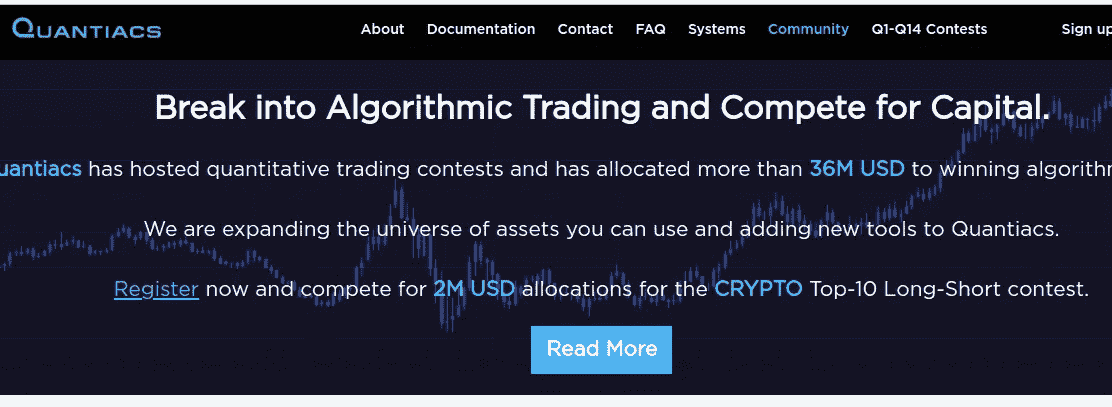 QUANTIACS About Documentation Contact FAQ Systems Community Q1-Q14 Contests Sign up
Break into Algorithmic Trading and Compete for Capital.
uantiacs has hosted quantitative trading contests and has allocated more than 36M USD to winning algorithm
We are expanding the universe of assets you can use and adding new tools to Quantiacs.
Register now and compete for 2M USD allocations for the CRYPTO Top-10 Long-Short contest.
Read More